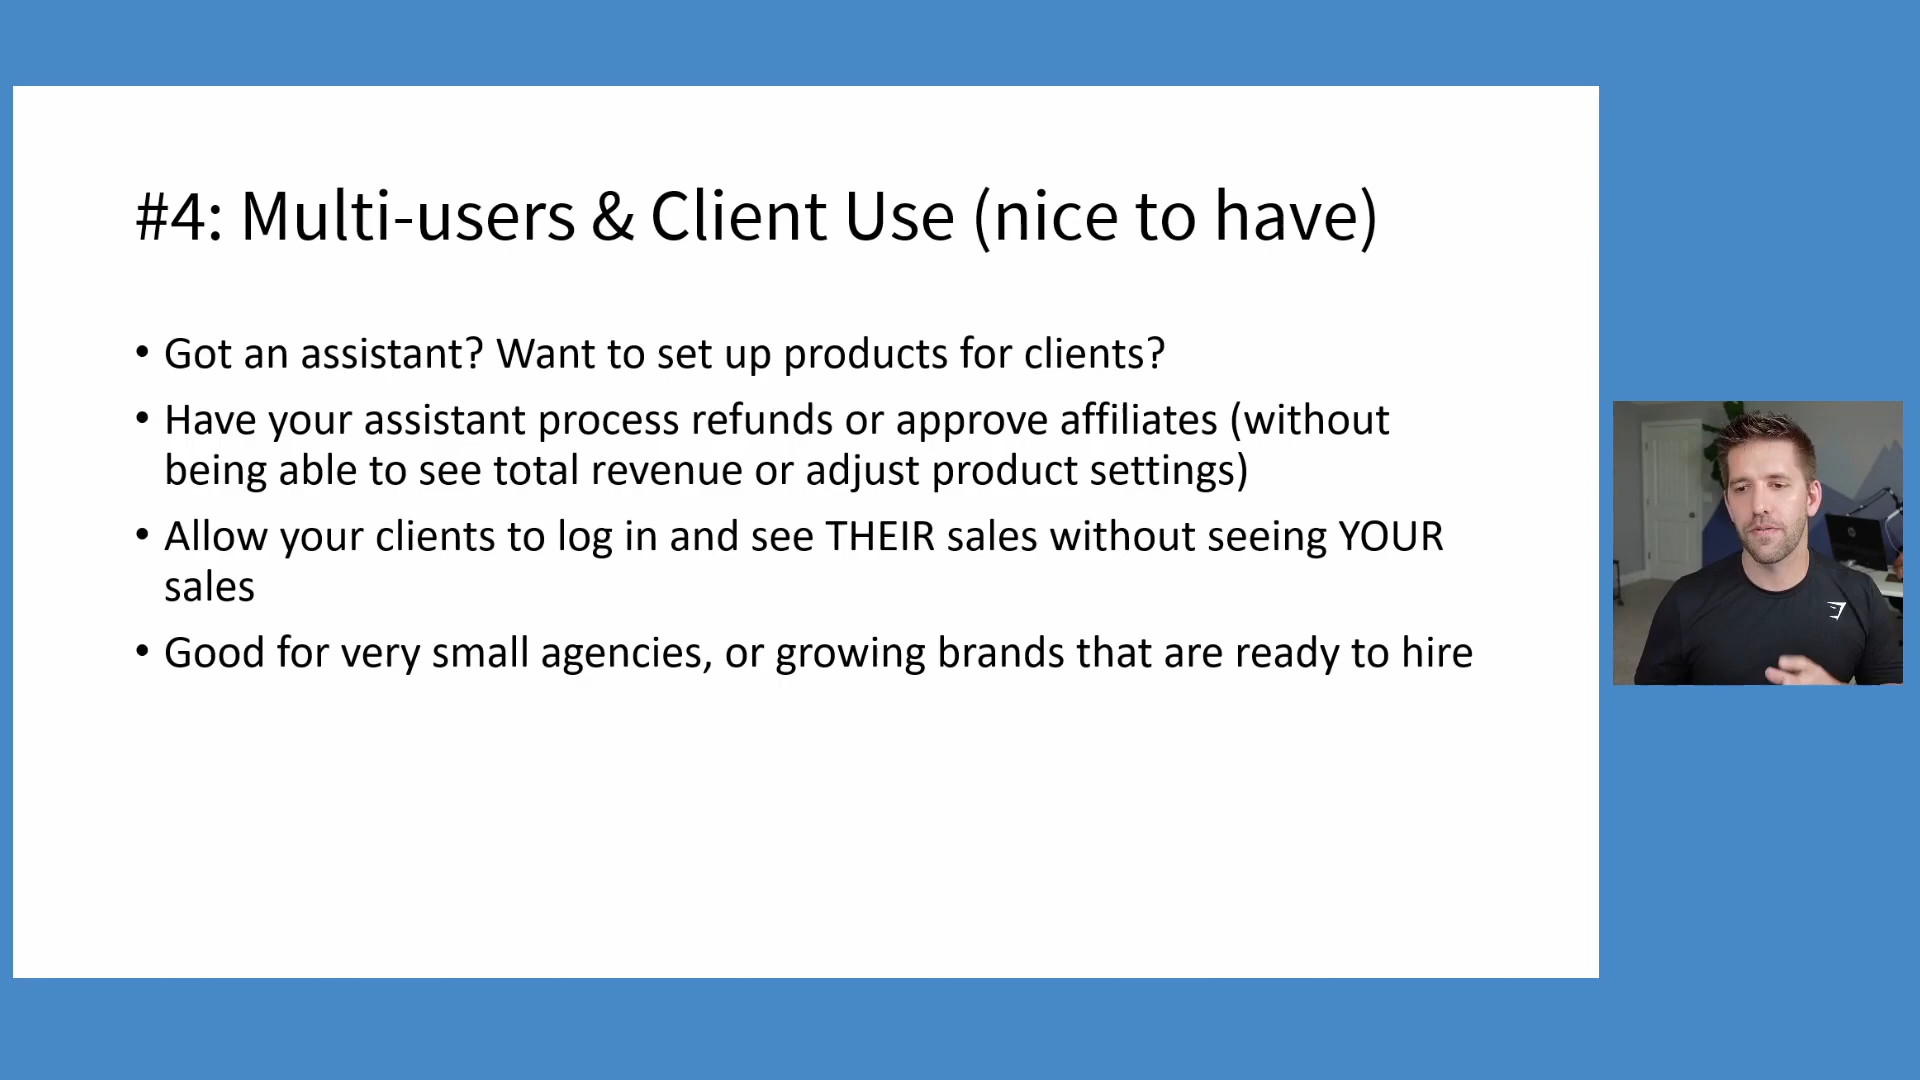 #4: Multi-users & Client Use (nice to have)
• Got an assistant? Want to set up products for clients?
• Have your assistant process refunds or approve affiliates (without
being able to see total revenue or adjust product settings)
• Allow your clients to log in and see THEIR sales without seeing YOUR
sales
• Good for very small agencies, or growing brands that are ready to hire